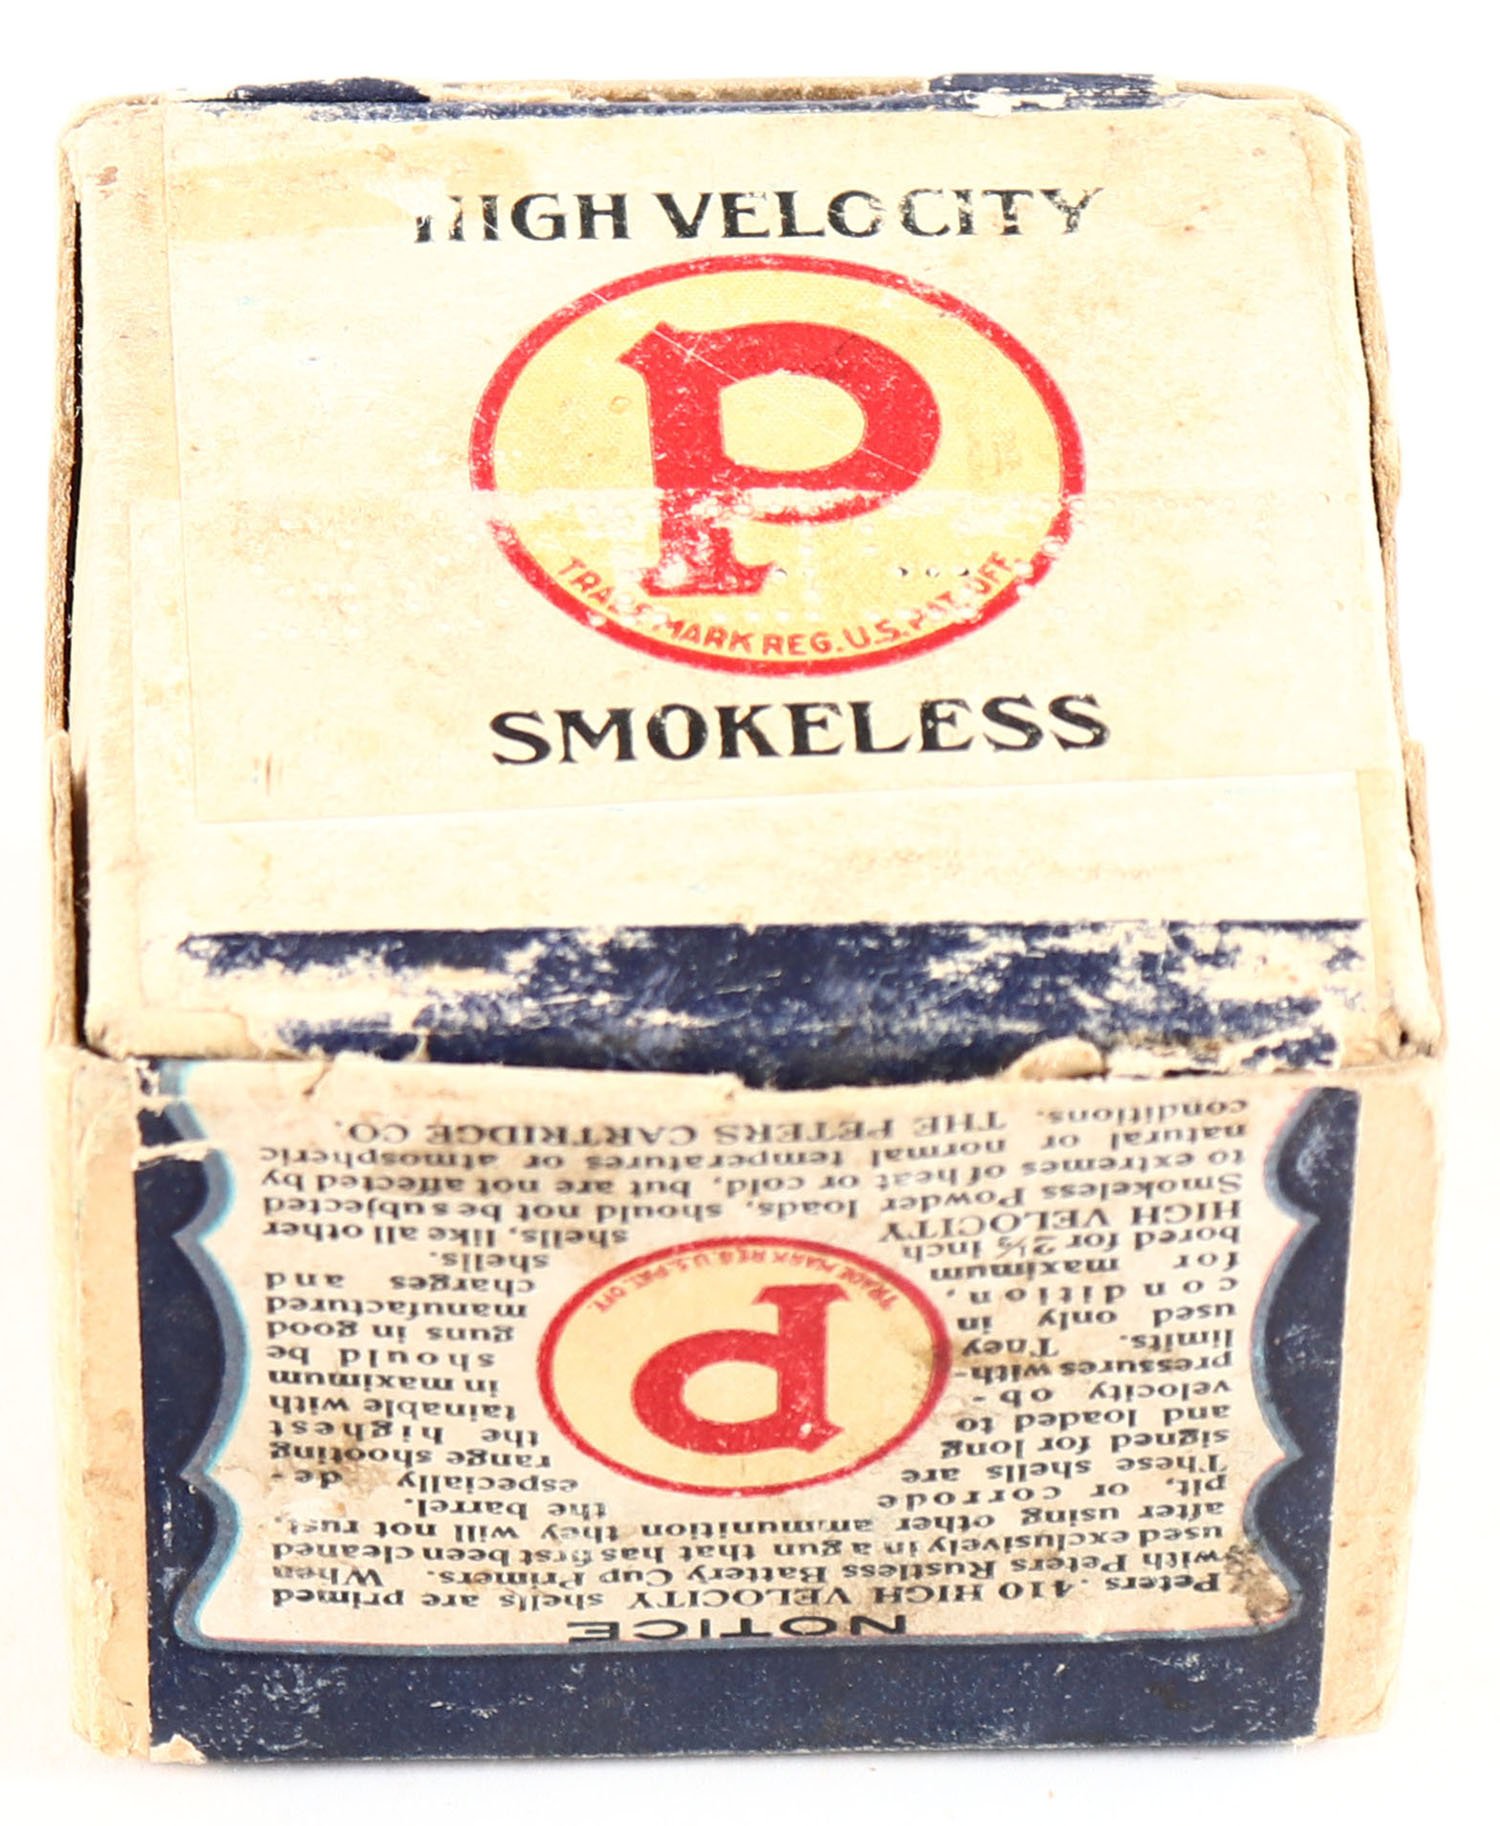 HIGH VELOCITY
P
TRADE MARK REG. U.S. PAT. OFF.
SMOKELESS
NOTICE
Peters .410 HIGH VELOCITY shells are primed
with Peters Rustless Battery Cup Primers. When
used exclusively in a gun that has first been cleaned
after using other ammunition they will not rust,
pit, or corrode the barrel.
These shells are especially de-
signed for long range shooting
and loaded to the highest
velocity ob- tainable with
pressures with- in maximum
limits. They should be
used only in guns in good
condition, manufactured
for maximum charges and
bored for 2½ inch shells.
HIGH VELOCITY shells, like all other
Smokeless Powder loads, should not be subjected
to extremes of heat or cold, but are not affected by
natural or normal temperatures or atmospheric
conditions. THE PETERS CARTRIDGE CO.
P
TRADE MARK REG. U.S. PAT. OFF.